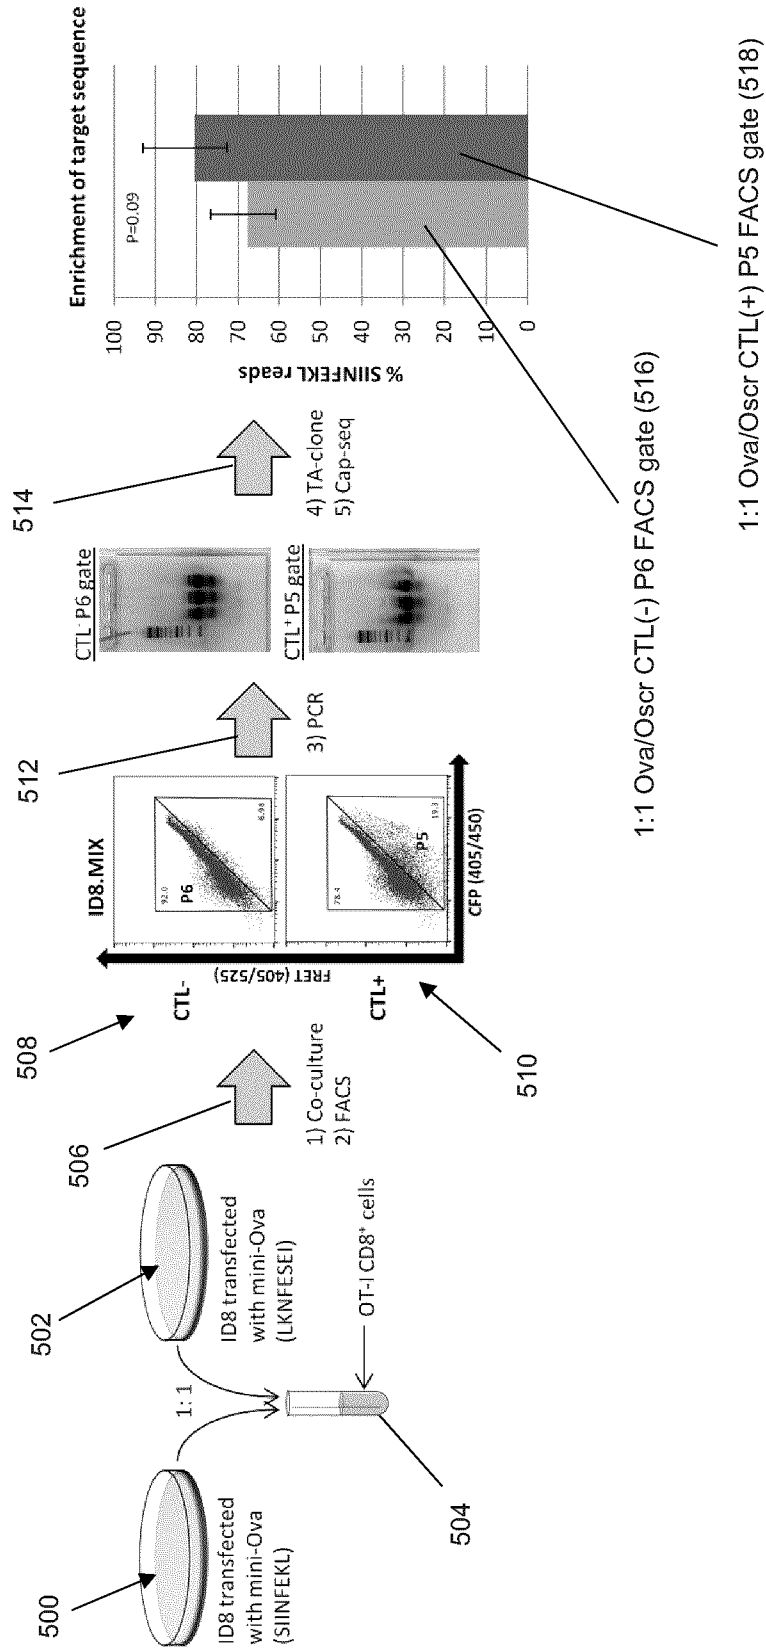 500
ID8 transfected
with mini-Ova
(SIINFEKL)
1:1
502
ID8 transfected
with mini-Ova
(LKNFESEI)
OT-I CD8⁺ cells
504
506
1) Co-culture
2) FACS
508
510
CTL-
CTL+
FRET (405/525)
CFP (405/450)
ID8.MIX
92.0
P6
6.98
78.4
P5
19.3
512
3) PCR
CTL⁻ P6 gate
CTL⁺ P5 gate
514
4) TA-clone
5) Cap-seq
Enrichment of target sequence
% SIINFEKL reads
100
90
80
70
60
50
40
30
20
10
0
P=0.09
1:1 Ova/Oscr CTL(-) P6 FACS gate (516)
1:1 Ova/Oscr CTL(+) P5 FACS gate (518)